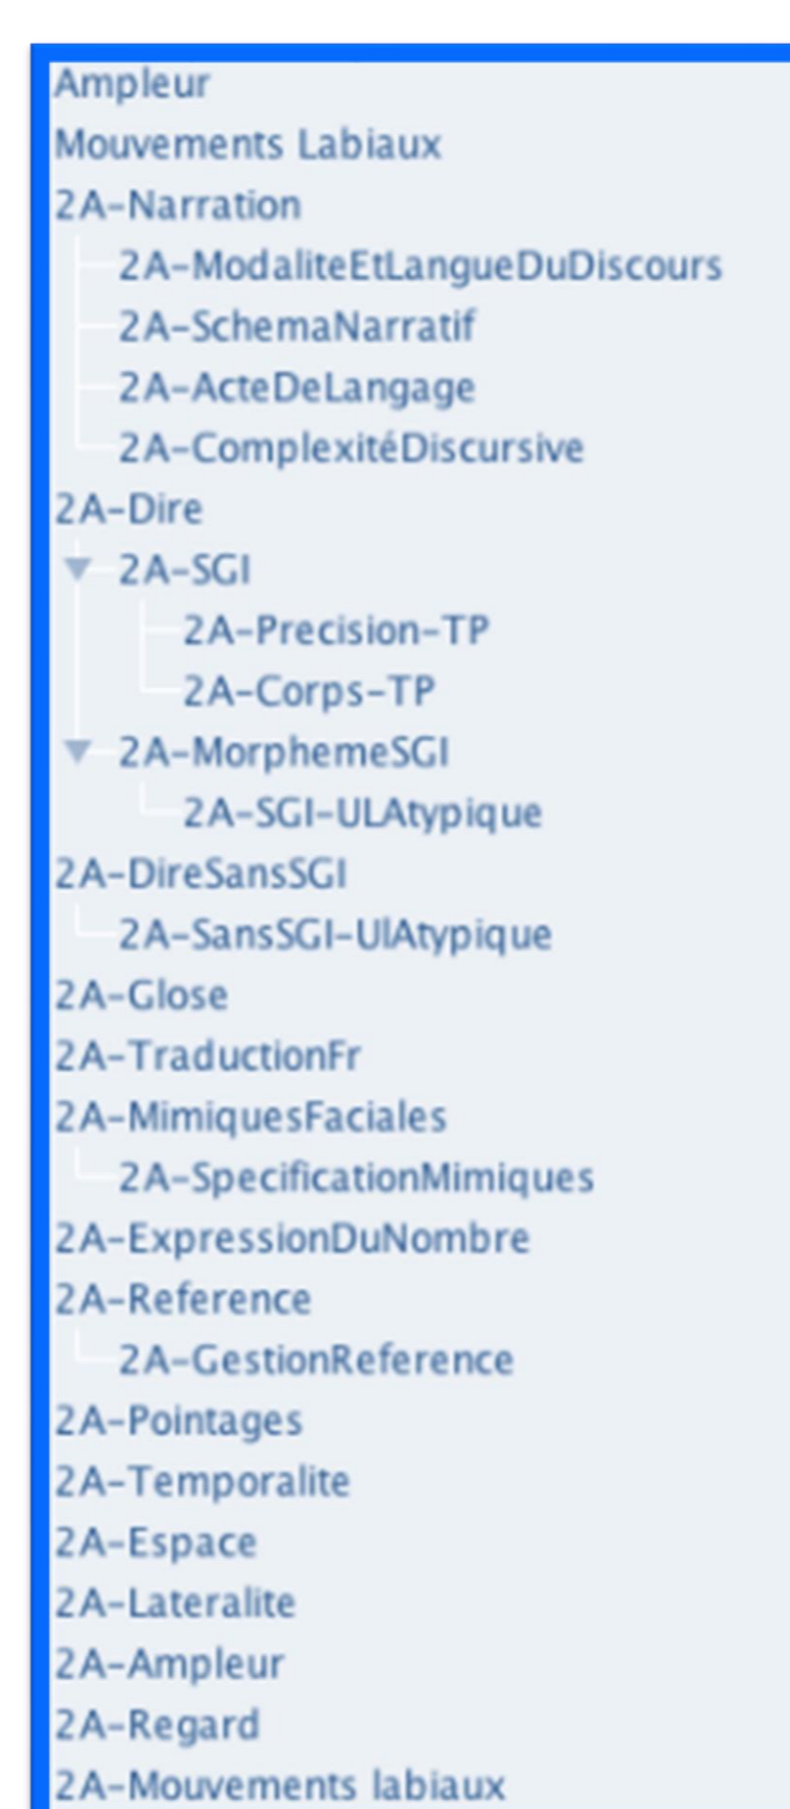 Ampleur
Mouvements Labiaux
2A-Narration
2A-ModaliteEtLangueDuDiscours
2A-SchemaNarratif
2A-ActeDeLangage
2A-ComplexitéDiscursive
2A-Dire
2A-SGI
2A-Precision-TP
2A-Corps-TP
2A-MorphemeSGI
2A-SGI-ULAtypique
2A-DireSansSGI
2A-SansSGI-UlAtypique
2A-Glose
2A-TraductionFr
2A-MimiquesFaciales
2A-SpecificationMimiques
2A-ExpressionDuNombre
2A-Reference
2A-GestionReference
2A-Pointages
2A-Temporalite
2A-Espace
2A-Lateralite
2A-Ampleur
2A-Regard
2A-Mouvements labiaux